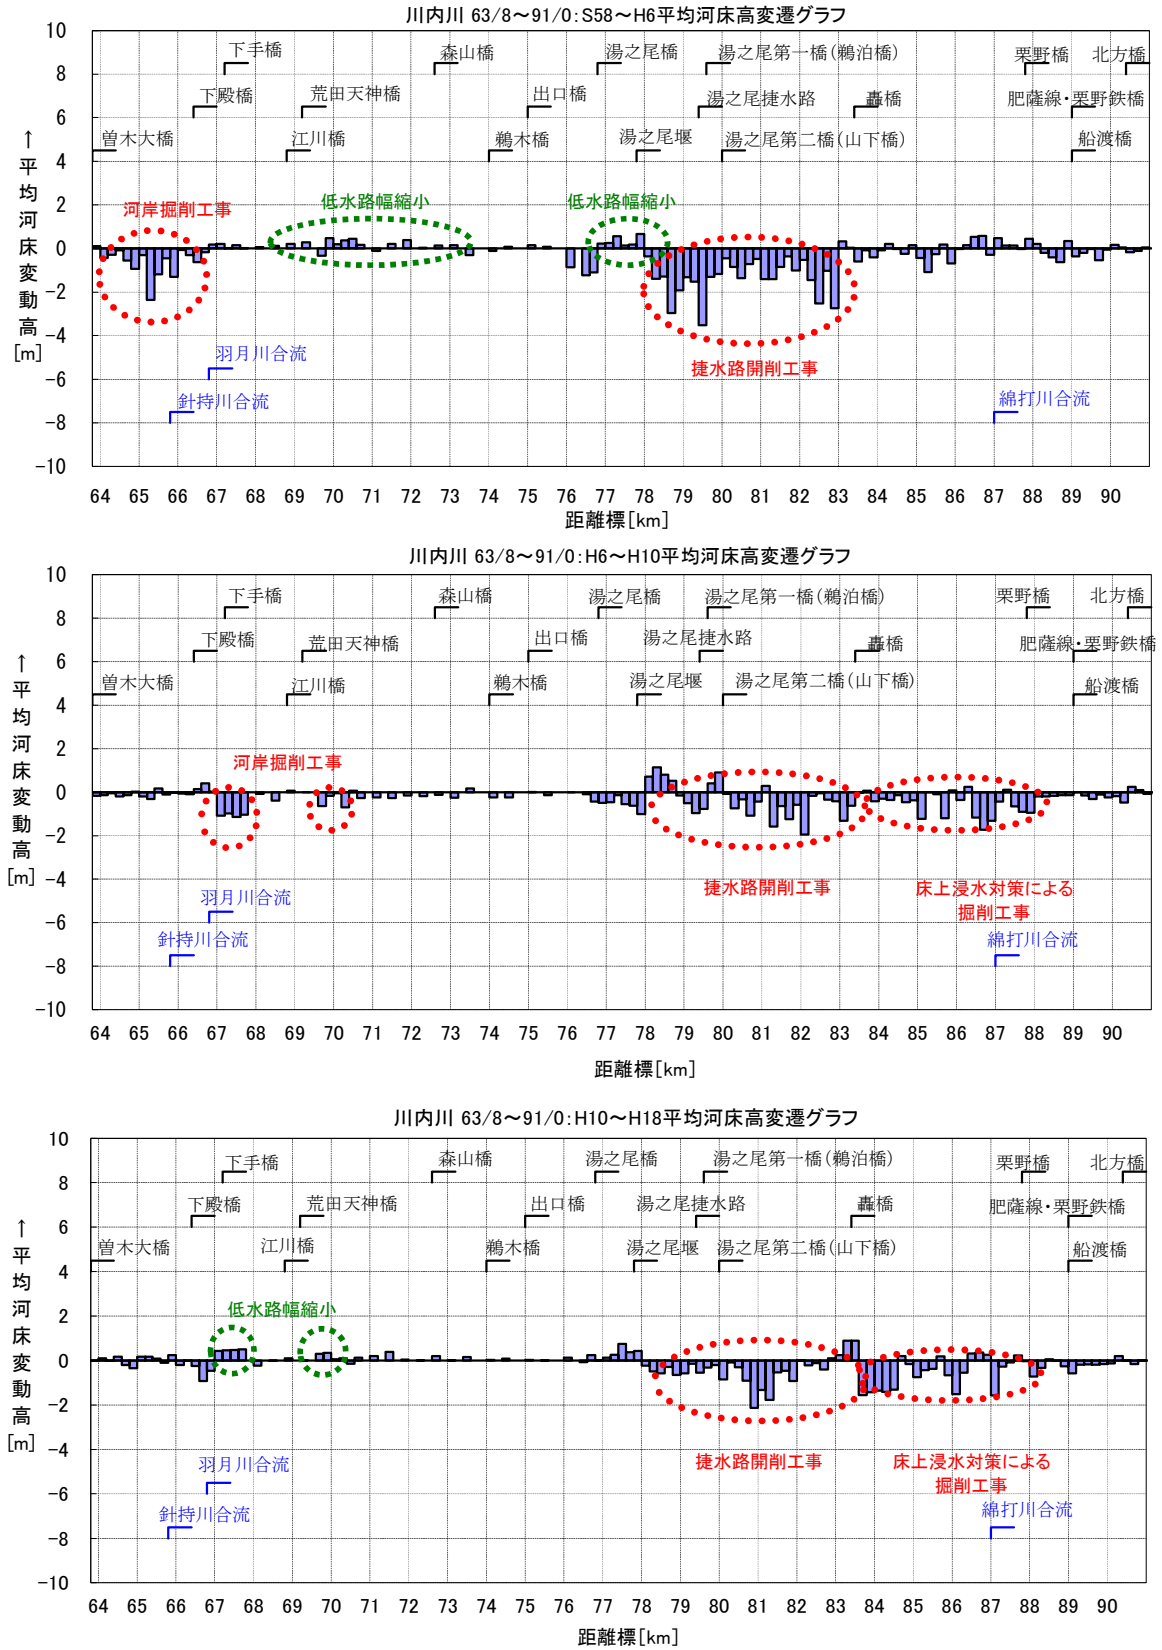 川内川 63/8～91/0:S58～H6平均河床高変遷グラフ
10
8
6
4
2
0
-2
-4
-6
-8
-10
↑平均河床変動高[m]
下手橋
森山橋
湯之尾橋
湯之尾第一橋(鵜泊橋)
栗野橋
北方橋
下殿橋
荒田天神橋
出口橋
湯之尾捷水路
轟橋
肥薩線・栗野鉄橋
曽木大橋
江川橋
鵜木橋
湯之尾堰
湯之尾第二橋(山下橋)
船渡橋
河岸掘削工事
低水路幅縮小
低水路幅縮小
捷水路開削工事
羽月川合流
針持川合流
綿打川合流
64 65 66 67 68 69 70 71 72 73 74 75 76 77 78 79 80 81 82 83 84 85 86 87 88 89 90
距離標[km]
川内川 63/8～91/0:H6～H10平均河床高変遷グラフ
10
8
6
4
2
0
-2
-4
-6
-8
-10
↑平均河床変動高[m]
下手橋
森山橋
湯之尾橋
湯之尾第一橋(鵜泊橋)
栗野橋
北方橋
下殿橋
荒田天神橋
出口橋
湯之尾捷水路
轟橋
肥薩線・栗野鉄橋
曽木大橋
江川橋
鵜木橋
湯之尾堰
湯之尾第二橋(山下橋)
船渡橋
河岸掘削工事
捷水路開削工事
床上浸水対策による
掘削工事
羽月川合流
針持川合流
綿打川合流
64 65 66 67 68 69 70 71 72 73 74 75 76 77 78 79 80 81 82 83 84 85 86 87 88 89 90
距離標[km]
川内川 63/8～91/0:H10～H18平均河床高変遷グラフ
10
8
6
4
2
0
-2
-4
-6
-8
-10
↑平均河床変動高[m]
下手橋
森山橋
湯之尾橋
湯之尾第一橋(鵜泊橋)
栗野橋
北方橋
下殿橋
荒田天神橋
出口橋
湯之尾捷水路
轟橋
肥薩線・栗野鉄橋
曽木大橋
江川橋
鵜木橋
湯之尾堰
湯之尾第二橋(山下橋)
船渡橋
低水路幅縮小
捷水路開削工事
床上浸水対策による
掘削工事
羽月川合流
針持川合流
綿打川合流
64 65 66 67 68 69 70 71 72 73 74 75 76 77 78 79 80 81 82 83 84 85 86 87 88 89 90
距離標[km]